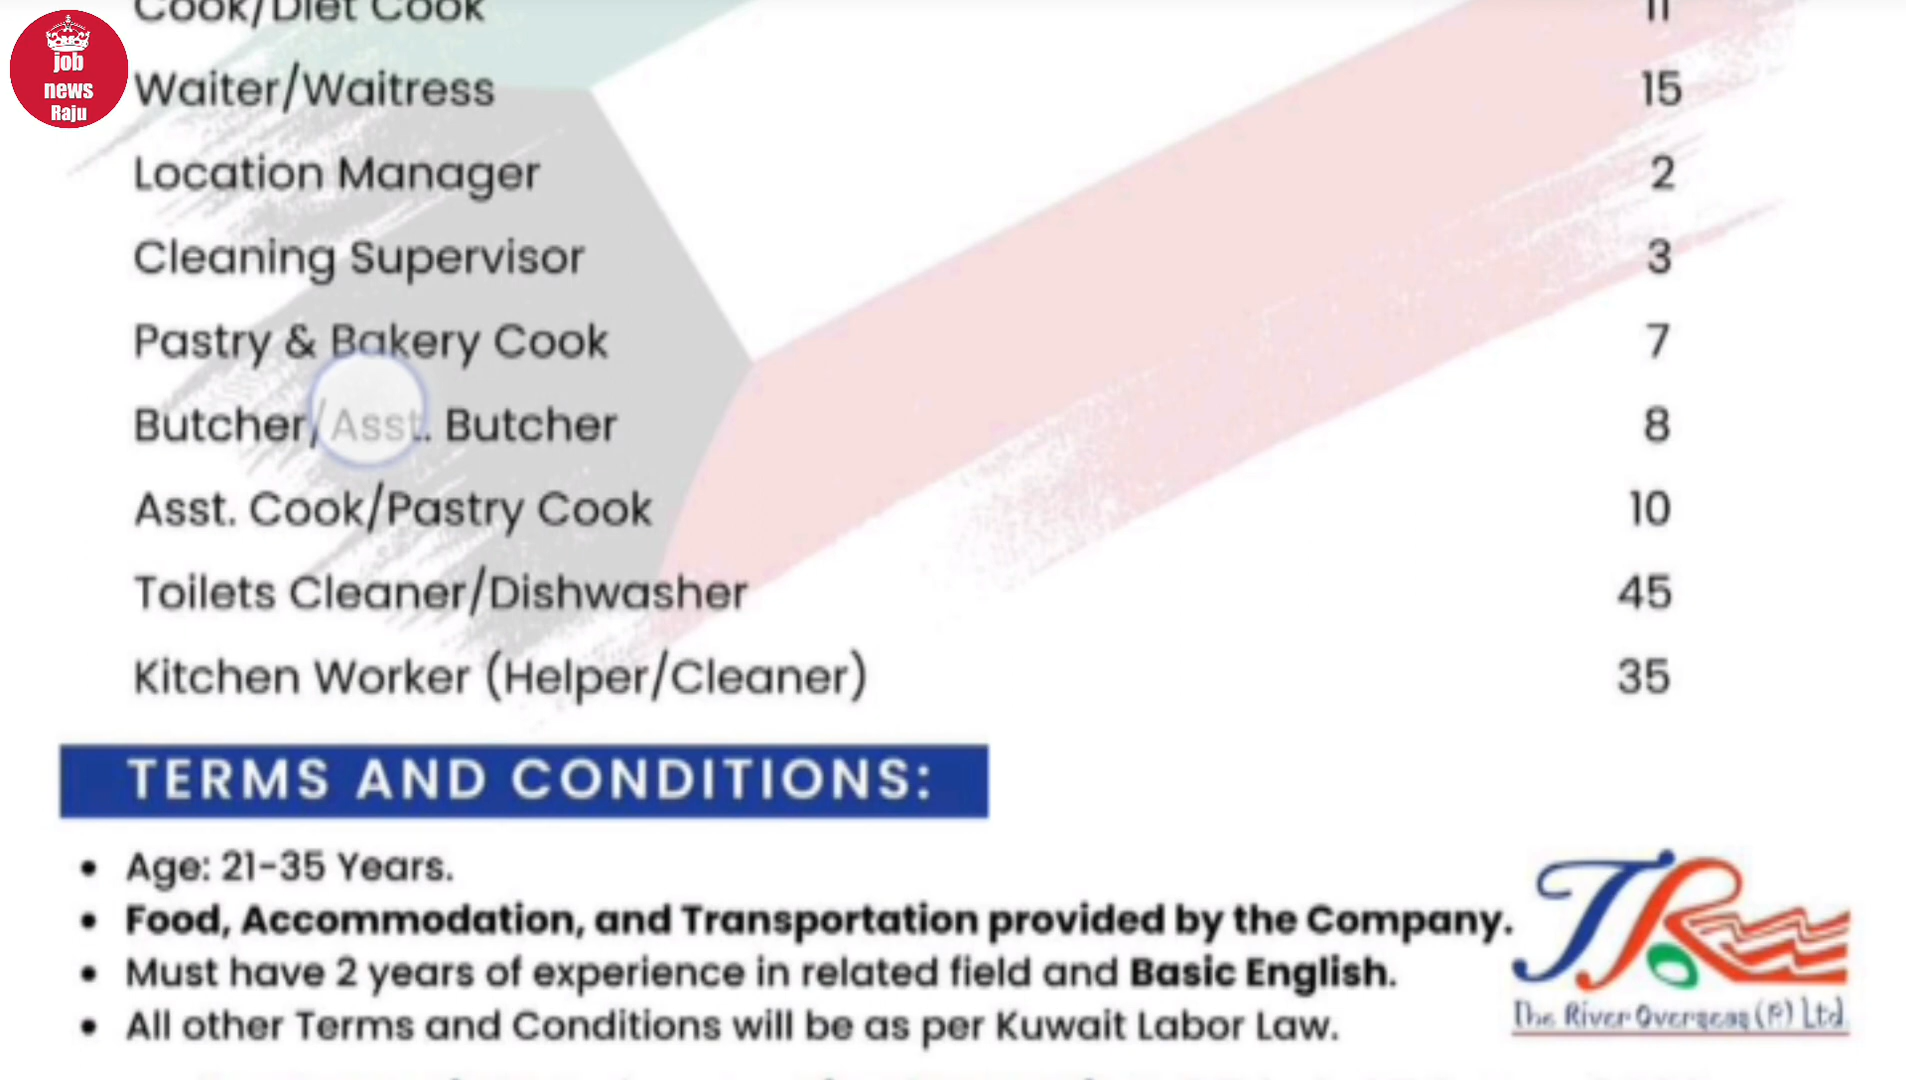 Cook/Diet Cook 11
job
news
Raju
Waiter/Waitress 15
Location Manager 2
Cleaning Supervisor 3
Pastry & Bakery Cook 7
Butcher/Asst. Butcher 8
Asst. Cook/Pastry Cook 10
Toilets Cleaner/Dishwasher 45
Kitchen Worker (Helper/Cleaner) 35
TERMS AND CONDITIONS:
• Age: 21-35 Years.
• Food, Accommodation, and Transportation provided by the Company.
• Must have 2 years of experience in related field and Basic English.
• All other Terms and Conditions will be as per Kuwait Labor Law.
The River Overseas (P) Ltd.